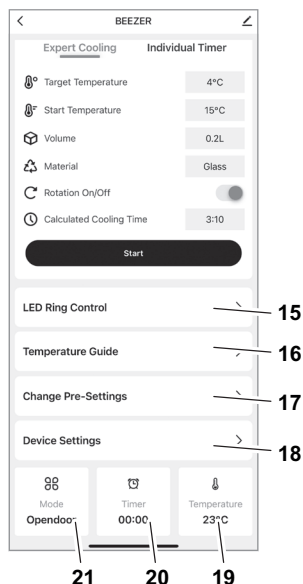 BEEZER
Expert Cooling Individual Timer
Target Temperature 4°C
Start Temperature 15°C
Volume 0.2L
Material Glass
Rotation On/Off
Calculated Cooling Time 3:10
Start
LED Ring Control 15
Temperature Guide 16
Change Pre-Settings 17
Device Settings 18
Mode Timer Temperature
Opendoor 00:00 23°C
21 20 19